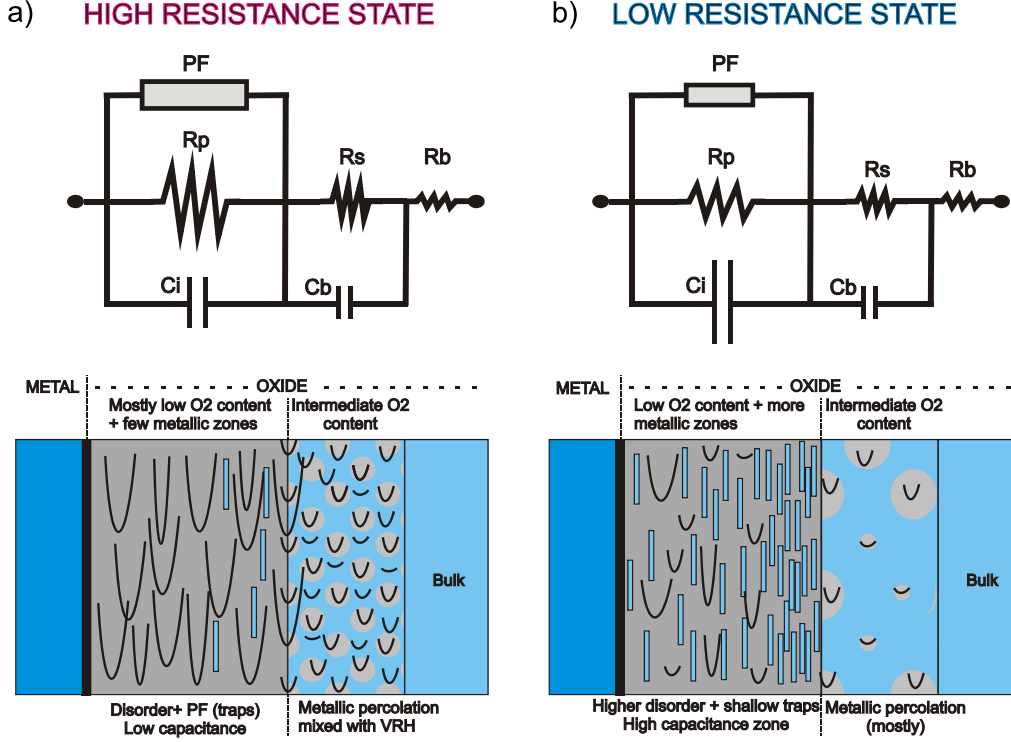 a) HIGH RESISTANCE STATE
PF
Rp
Rs
Rb
Ci
Cb
METAL
OXIDE
Mostly low O2 content
+ few metallic zones
Intermediate O2
content
Bulk
Disorder+ PF (traps)
Low capacitance
Metallic percolation
mixed with VRH
b) LOW RESISTANCE STATE
PF
Rp
Rs
Rb
Ci
Cb
METAL
OXIDE
Low O2 content + more
metallic zones
Intermediate O2
content
Bulk
Higher disorder + shallow traps
High capacitance zone
Metallic percolation
(mostly)